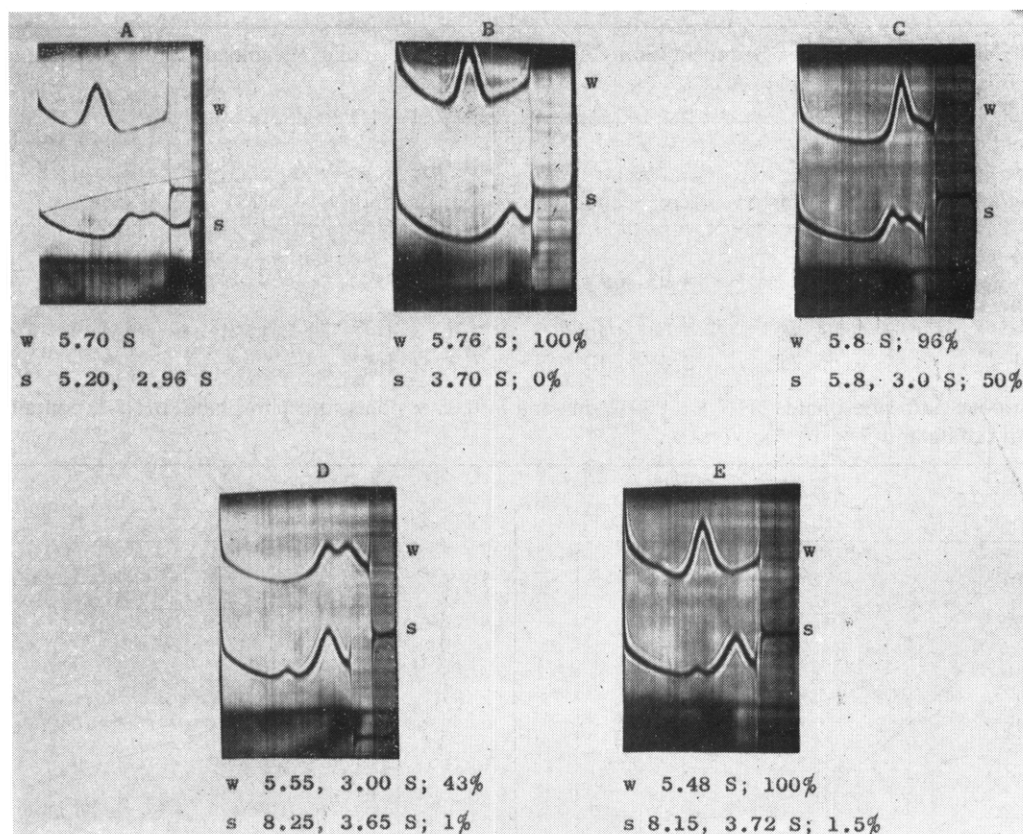 A
B
C
w
s
w
s
w
s
w 5.70 S
s 5.20, 2.96 S
w 5.76 S; 100%
s 3.70 S; 0%
w 5.8 S; 96%
s 5.8, 3.0 S; 50%
D
E
w
s
w
s
w 5.55, 3.00 S; 43%
s 8.25, 3.65 S; 1%
w 5.48 S; 100%
s 8.15, 3.72 S; 1.5%